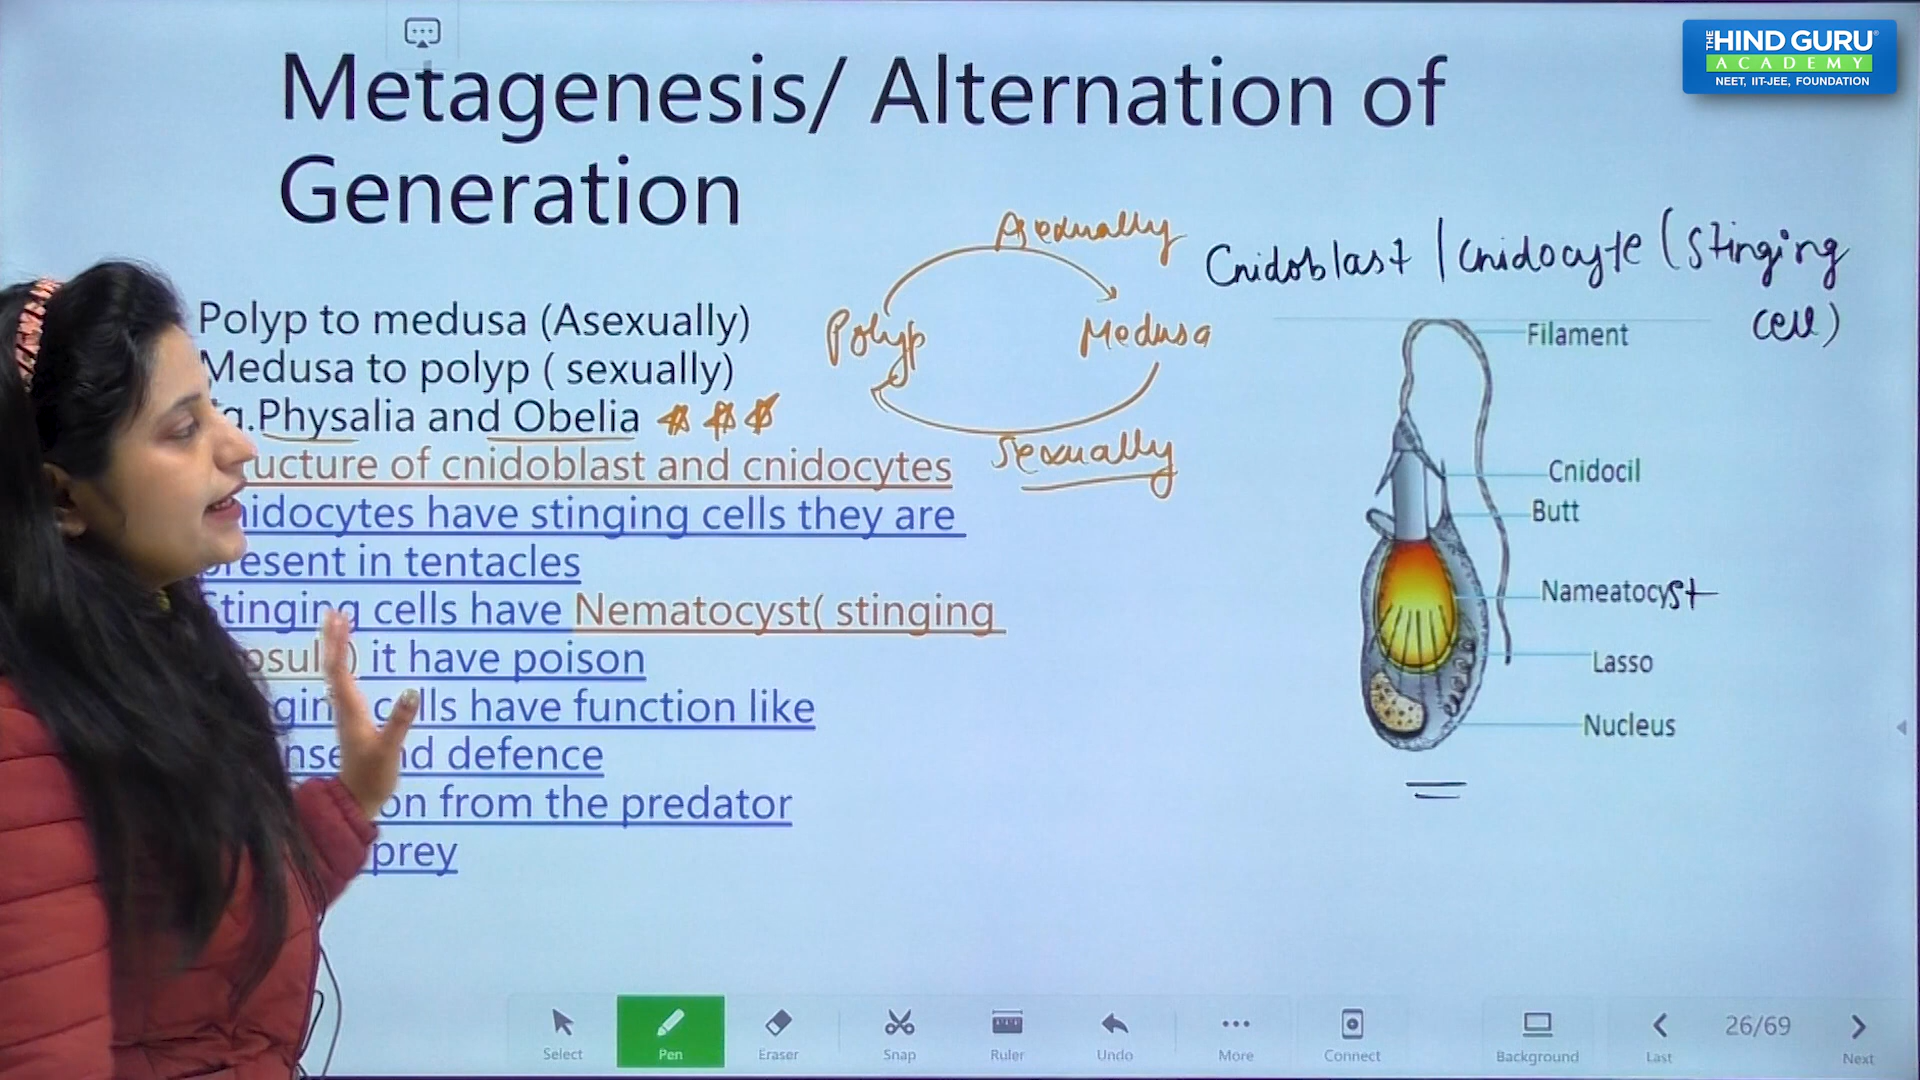 THE HIND GURU
ACADEMY
NEET, IIT-JEE, FOUNDATION
Metagenesis/ Alternation of
Generation
Asexually
Polyp
Medusa
Sexually
Cnidoblast / Cnidocyte (Stinging
cell)
Polyp to medusa (Asexually)
Medusa to polyp ( sexually)
Physalia and Obelia
of cnidoblast and cnidocytes
have stinging cells they are
present in tentacles
Stinging cells have Nematocyst( stinging
it have poison
have function like
defence
from the predator
prey
Filament
Cnidocil
Butt
Nameatocyst
Lasso
Nucleus
Select
Pen
Eraser
Snap
Ruler
Undo
More
Connect
Background
Last
26/69
Next